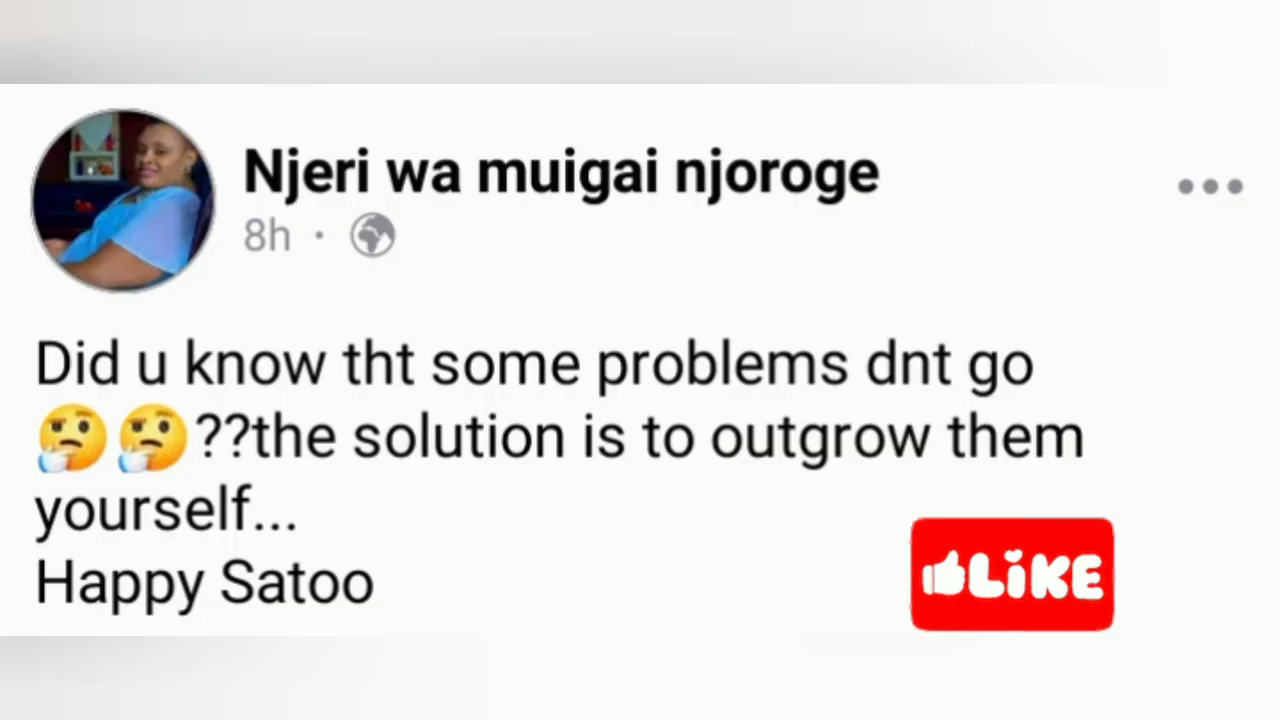 Njeri wa muigai njoroge
8h ·
Did u know tht some problems dnt go
🤔🤔??the solution is to outgrow them
yourself...
Happy Satoo
LiKE